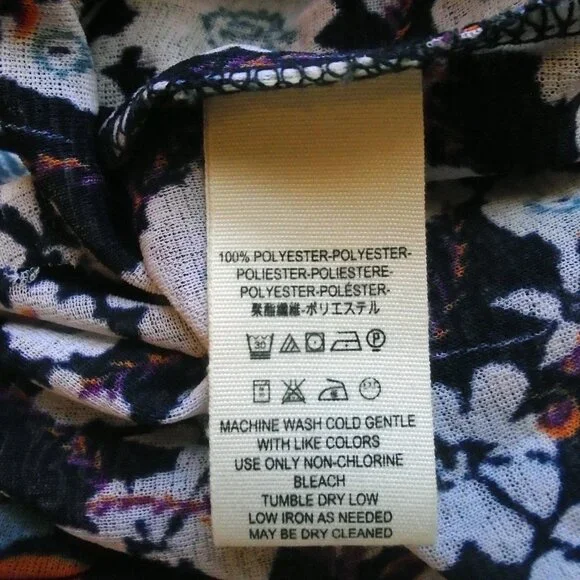 100% POLYESTER-POLYESTER-
POLIESTER-POLIESTERE-
POLYESTER-POLÉSTER-
聚酯纖維-ポリエステル
MACHINE WASH COLD GENTLE
WITH LIKE COLORS
USE ONLY NON-CHLORINE
BLEACH
TUMBLE DRY LOW
LOW IRON AS NEEDED
MAY BE DRY CLEANED